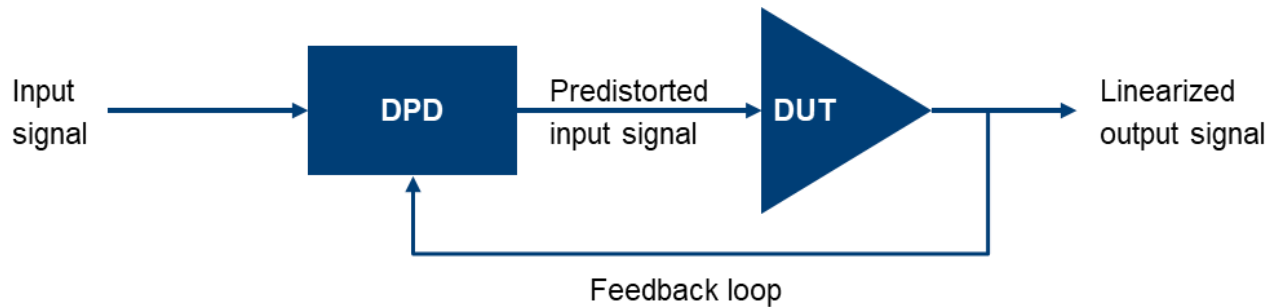 Input
signal
DPD
Predistorted
input signal
DUT
Linearized
output signal
Feedback loop